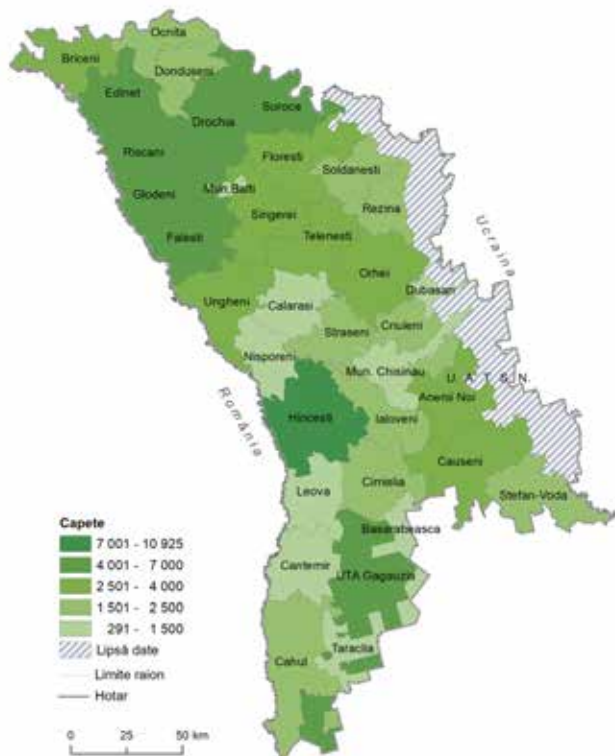 Ocnita
Briceni
Donduseni
Edinet
Soroce
Drochia
Floresti
Riscani
Soldanesti
Mun.Balti
Glodeni
Rezina
Singerei
Falesti
Telenesti
Ucraina
Orhei
Dubasari
Ungheni
Calarasi
Criuleni
Straseni
Nisporeni
Mun. Chisinau
U. A. T. S. N.
Anenii Noi
România
Hincesti
Ialoveni
Causeni
Cimislia
Leova
Stefan-Voda
Basarabeasca
Cantemir
UTA Gagauzia
Taraclia
Cahul
Capete
7 001 - 10 925
4 001 - 7 000
2 501 - 4 000
1 501 - 2 500
291 - 1 500
Lipsă date
Limite raion
Hotar
0 25 50 km